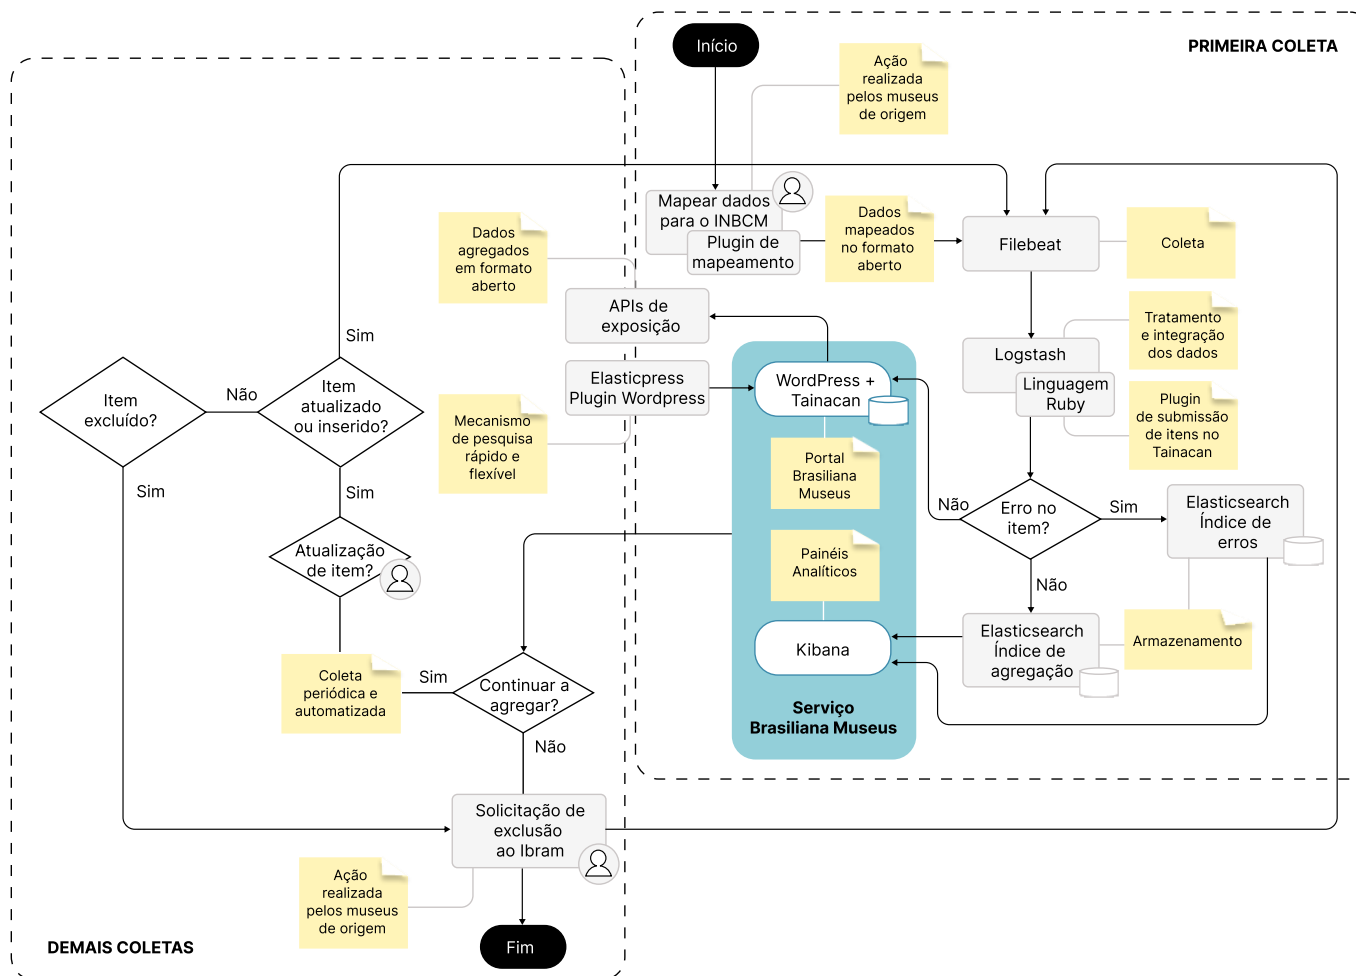 Início
PRIMEIRA COLETA
Ação
realizada
pelos museus
de origem
Mapear dados
para o INBCM
Plugin de
mapeamento
Dados
mapeados
no formato
aberto
Filebeat
Coleta
Dados
agregados
em formato
aberto
APIs de
exposição
Tratamento
e integração
dos dados
Logstash
Linguagem
Ruby
Plugin
de submissão
de itens no
Tainacan
Sim
Item
excluído?
Não
Item
atualizado
ou inserido?
Elasticpress
Plugin Wordpress
WordPress +
Tainacan
Mecanismo
de pesquisa
rápido e
flexível
Portal
Brasiliana
Museus
Sim
Sim
Não
Erro no
item?
Sim
Elasticsearch
Índice de
erros
Atualização
de item?
Painéis
Analíticos
Não
Elasticsearch
Índice de
agregação
Armazenamento
Kibana
Coleta
periódica e
automatizada
Sim
Continuar a
agregar?
Serviço
Brasiliana Museus
Não
Solicitação de
exclusão
ao Ibram
Ação
realizada
pelos museus
de origem
DEMAIS COLETAS
Fim